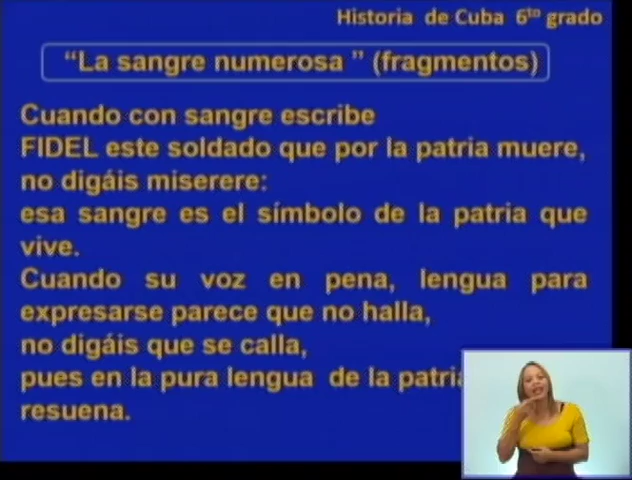 Historia de Cuba 6to grado
“La sangre numerosa ” (fragmentos)
Cuando con sangre escribe
FIDEL este soldado que por la patria muere,
no digáis miserere:
esa sangre es el símbolo de la patria que
vive.
Cuando su voz en pena, lengua para
expresarse parece que no halla,
no digáis que se calla,
pues en la pura lengua de la patria
resuena.